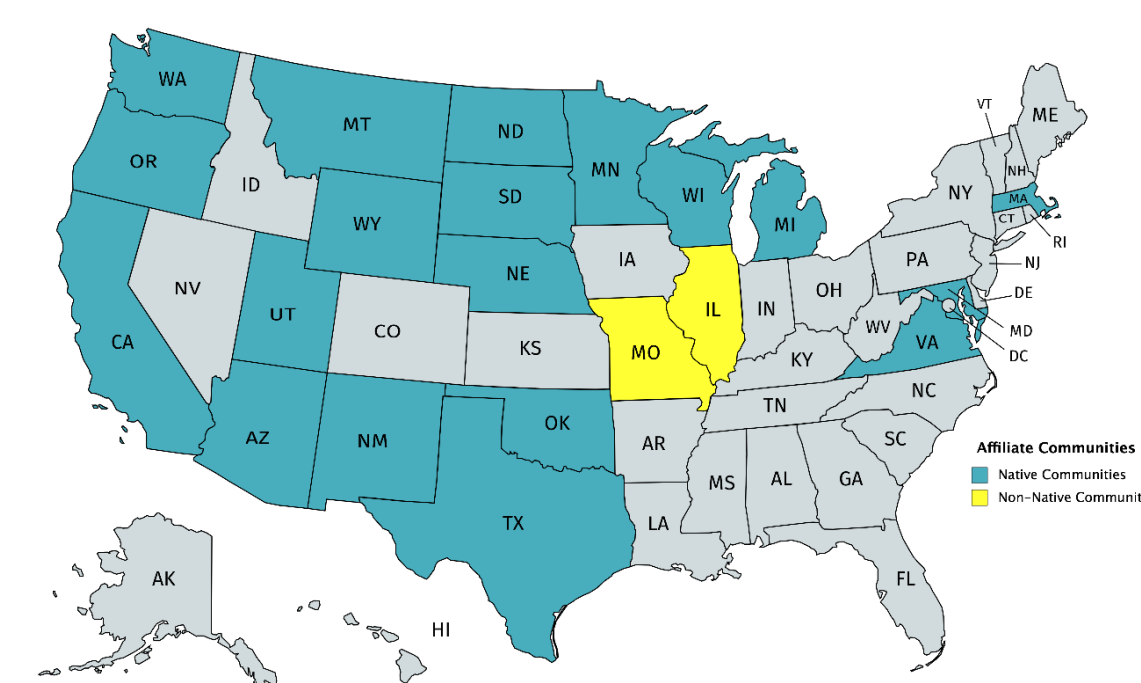 WA
MT
ND
MN
OR
ID
SD
WI
MI
WY
NE
IA
NV
UT
CO
KS
CA
AZ
NM
OK
TX
MO
IL
IN
OH
KY
WV
VA
PA
NY
VT
NH
ME
MA
CT
RI
NJ
DE
MD
DC
NC
TN
SC
AR
MS
AL
GA
LA
FL
AK
HI
Affiliate Communities
Native Communities
Non-Native Communit